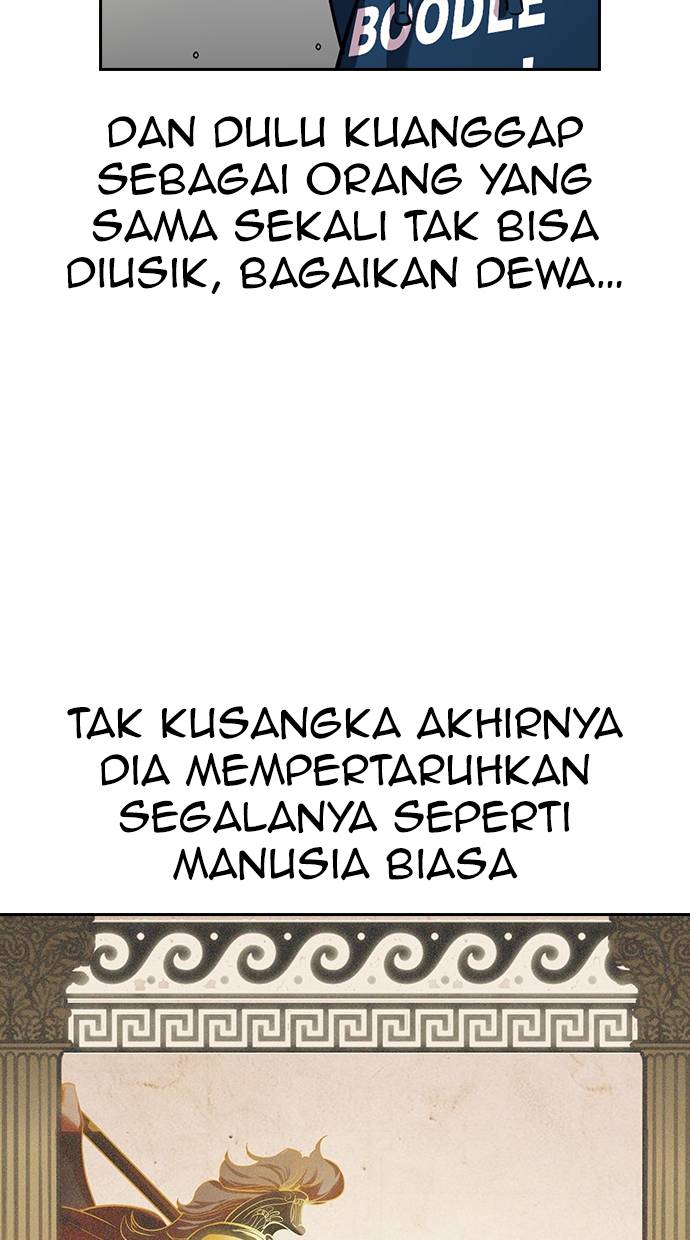 BOODLE
!
DAN DULU KUANGGAP
SEBAGAI ORANG YANG
SAMA SEKALI TAK BISA
DIUSIK, BAGAIKAN DEWA...
TAK KUSANGKA AKHIRNYA
DIA MEMPERTARUHKAN
SEGALANYA SEPERTI
MANUSIA BIASA